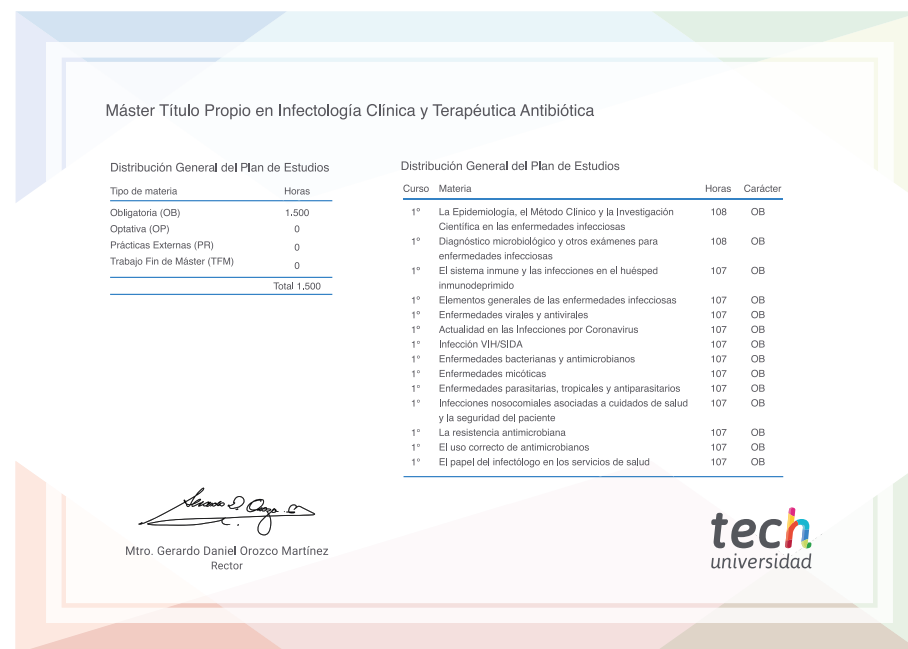 Máster Título Propio en Infectología Clínica y Terapéutica Antibiótica
Distribución General del Plan de Estudios
Tipo de materia Horas
Obligatoria (OB) 1.500
Optativa (OP) 0
Prácticas Externas (PR) 0
Trabajo Fin de Máster (TFM) 0
Total 1.500
Distribución General del Plan de Estudios
Curso Materia Horas Carácter
1º La Epidemiología, el Método Clínico y la Investigación 108 OB
Científica en las enfermedades infecciosas
1º Diagnóstico microbiológico y otros exámenes para 108 OB
enfermedades infecciosas
1º El sistema inmune y las infecciones en el huésped 107 OB
inmunodeprimido
1º Elementos generales de las enfermedades infecciosas 107 OB
1º Enfermedades virales y antivirales 107 OB
1º Actualidad en las Infecciones por Coronavirus 107 OB
1º Infección VIH/SIDA 107 OB
1º Enfermedades bacterianas y antimicrobianos 107 OB
1º Enfermedades micóticas 107 OB
1º Enfermedades parasitarias, tropicales y antiparasitarios 107 OB
1º Infecciones nosocomiales asociadas a cuidados de salud 107 OB
y la seguridad del paciente
1º La resistencia antimicrobiana 107 OB
1º El uso correcto de antimicrobianos 107 OB
1º El papel del infectólogo en los servicios de salud 107 OB
Mtro. Gerardo Daniel Orozco Martínez
Rector
tech
universidad